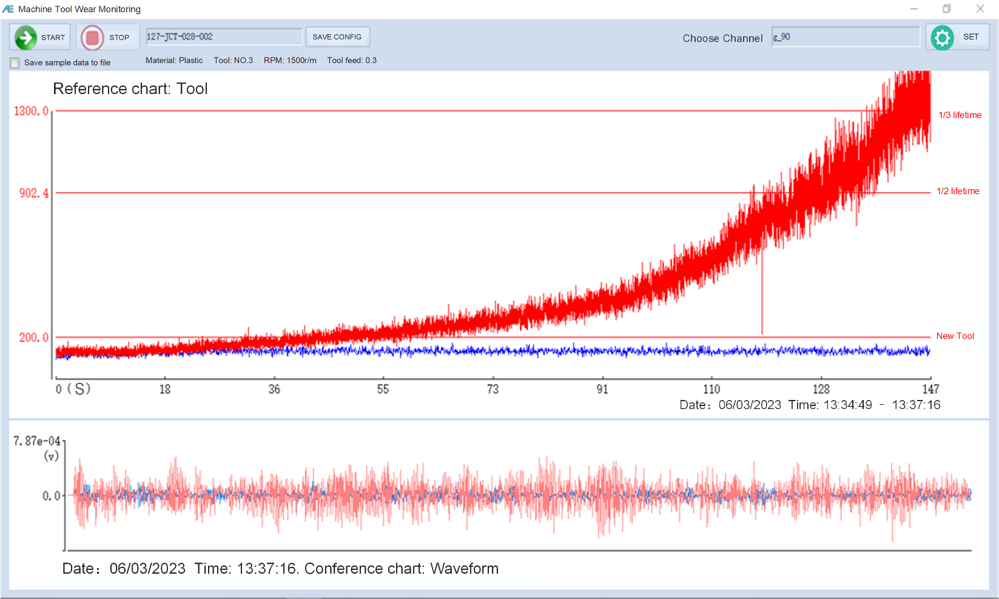 Machine Tool Wear Monitoring
START STOP 127-JCT-028-002 SAVE CONFIG Choose Channel g_90 SET
Save sample data to file Material: Plastic Tool: NO.3 RPM: 1500r/m Tool feed: 0.3
Reference chart: Tool
1300.0
1/3 lifetime
902.4
1/2 lifetime
200.0
New Tool
0 (S) 18 36 55 73 91 110 128 147
Date：06/03/2023 Time: 13:34:49 - 13:37:16
7.87e-04
(v)
0.0
Date：06/03/2023 Time: 13:37:16. Conference chart: Waveform